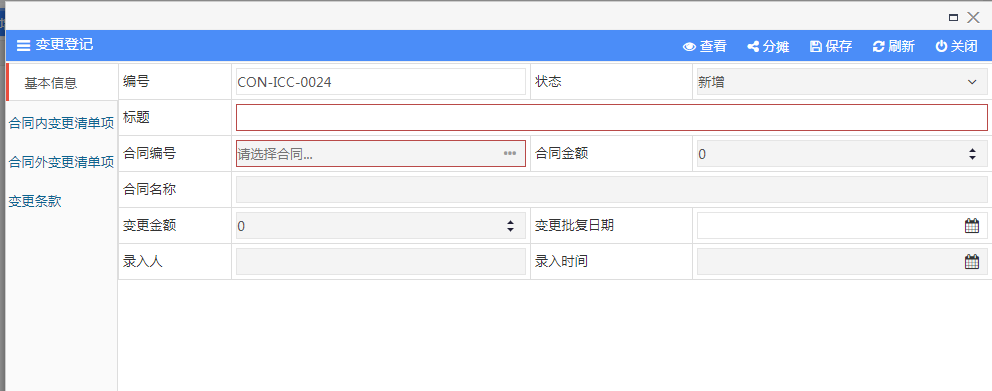 变更登记 查看 分摊 保存 刷新 关闭
基本信息 编号 CON-ICC-0024 状态 新增
标题
合同内变更清单项
合同编号 请选择合同... 合同金额 0
合同外变更清单项
合同名称
变更条款
变更金额 0 变更批复日期
录入人 录入时间